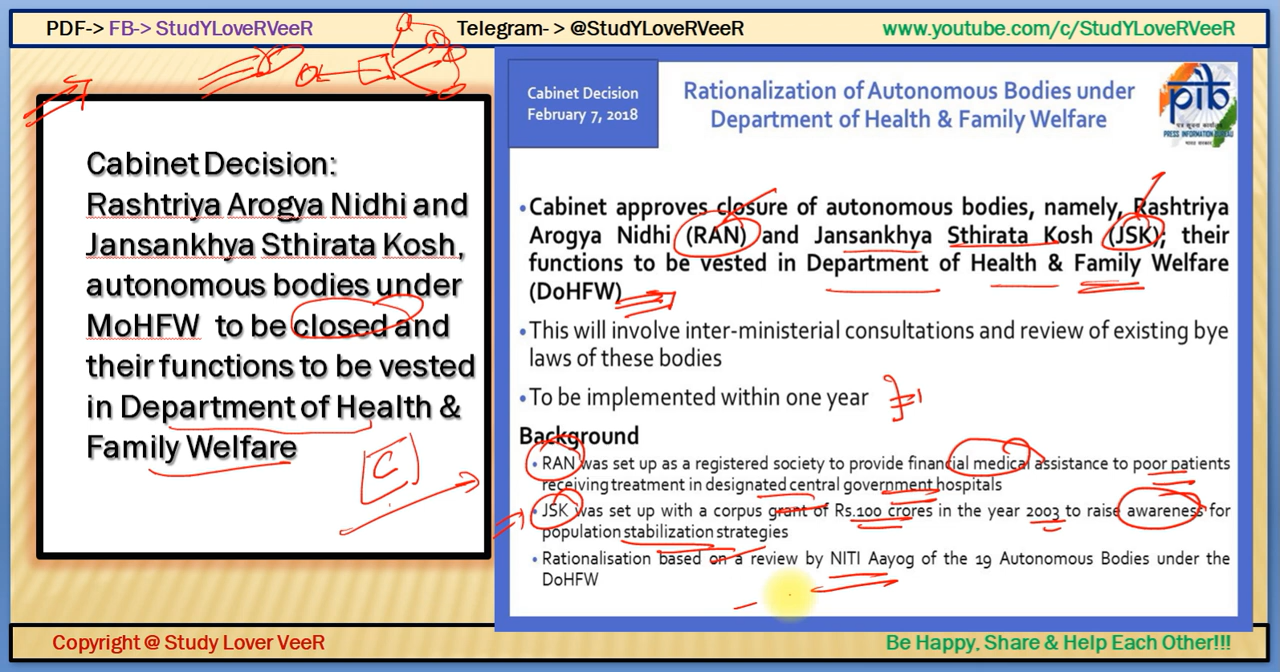 PDF-> FB-> StudYLoveRVeeR
Telegram- > @StudYLoveRVeeR
www.youtube.com/c/StudYLoveRVeeR
Cabinet Decision:
Rashtriya Arogya Nidhi and
Jansankhya Sthirata Kosh,
autonomous bodies under
MoHFW to be closed and
their functions to be vested
in Department of Health &
Family Welfare
C
Cabinet Decision
February 7, 2018
Rationalization of Autonomous Bodies under
Department of Health & Family Welfare
pib
पत्र सूचना कार्यालय
PRESS INFORMATION BUREAU
भारत सरकार
•Cabinet approves closure of autonomous bodies, namely, Rashtriya
Arogya Nidhi (RAN) and Jansankhya Sthirata Kosh (JSK); their
functions to be vested in Department of Health & Family Welfare
(DoHFW)
•This will involve inter-ministerial consultations and review of existing bye
laws of these bodies
•To be implemented within one year
Background
• RAN was set up as a registered society to provide financial medical assistance to poor patients
receiving treatment in designated central government hospitals
• JSK was set up with a corpus grant of Rs.100 crores in the year 2003 to raise awareness for
population stabilization strategies
• Rationalisation based on a review by NITI Aayog of the 19 Autonomous Bodies under the
DoHFW
Copyright @ Study Lover VeeR
Be Happy, Share & Help Each Other!!!